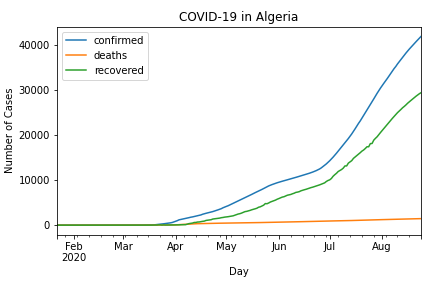 COVID-19 in Algeria
confirmed
deaths
recovered
Number of Cases
40000
30000
20000
10000
0
Feb Mar Apr May Jun Jul Aug
2020
Day